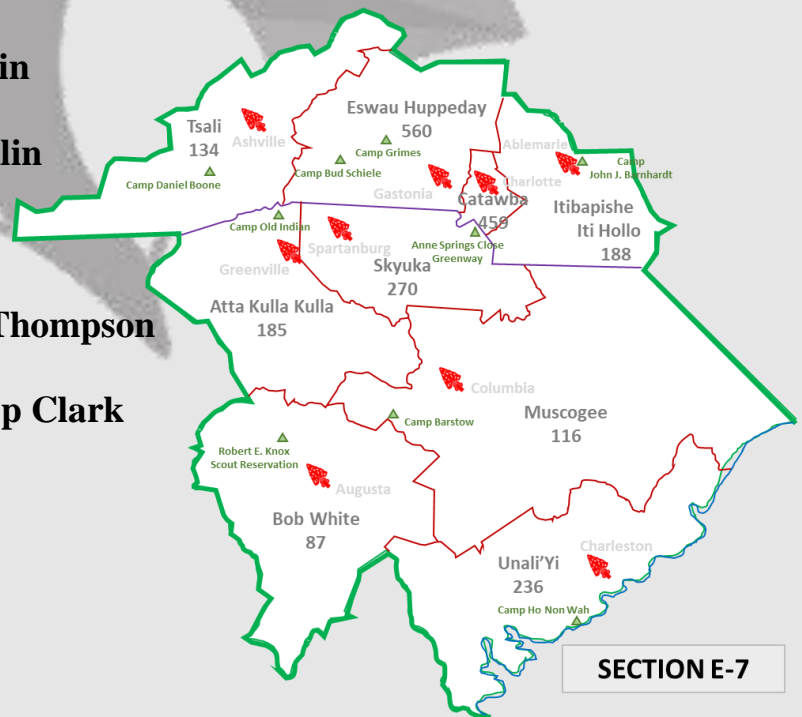 in
lin
Thompson
p Clark
Tsali
134
Ashville
Camp Daniel Boone
Eswau Huppeday
560
Camp Grimes
Camp Bud Schiele
Gastonia
Ablemarle
Camp
John J. Barnhardt
Charlotte
Catawba
459
Itibapishe
Iti Hollo
188
Camp Old Indian
Spartanburg
Anne Springs Close
Greenway
Greenville
Skyuka
270
Atta Kulla Kulla
185
Columbia
Muscogee
116
Camp Barstow
Robert E. Knox
Scout Reservation
Augusta
Bob White
87
Charleston
Unali'Yi
236
Camp Ho Non Wah
SECTION E-7